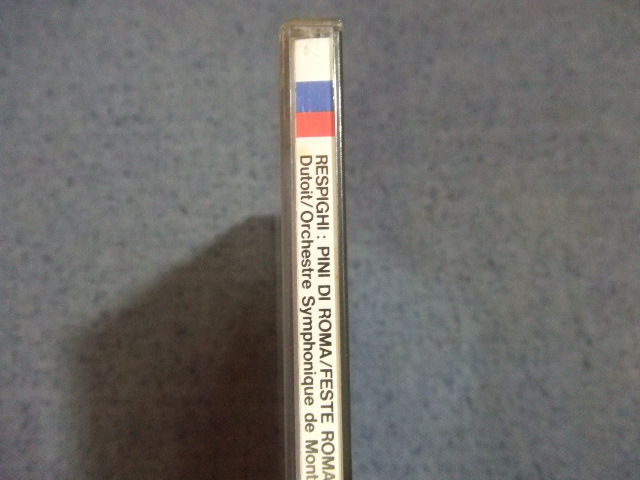 RESPIGHI : PINI DI ROMA/FESTE ROMA
Dutoit/Orchestre Symphonique de Mont